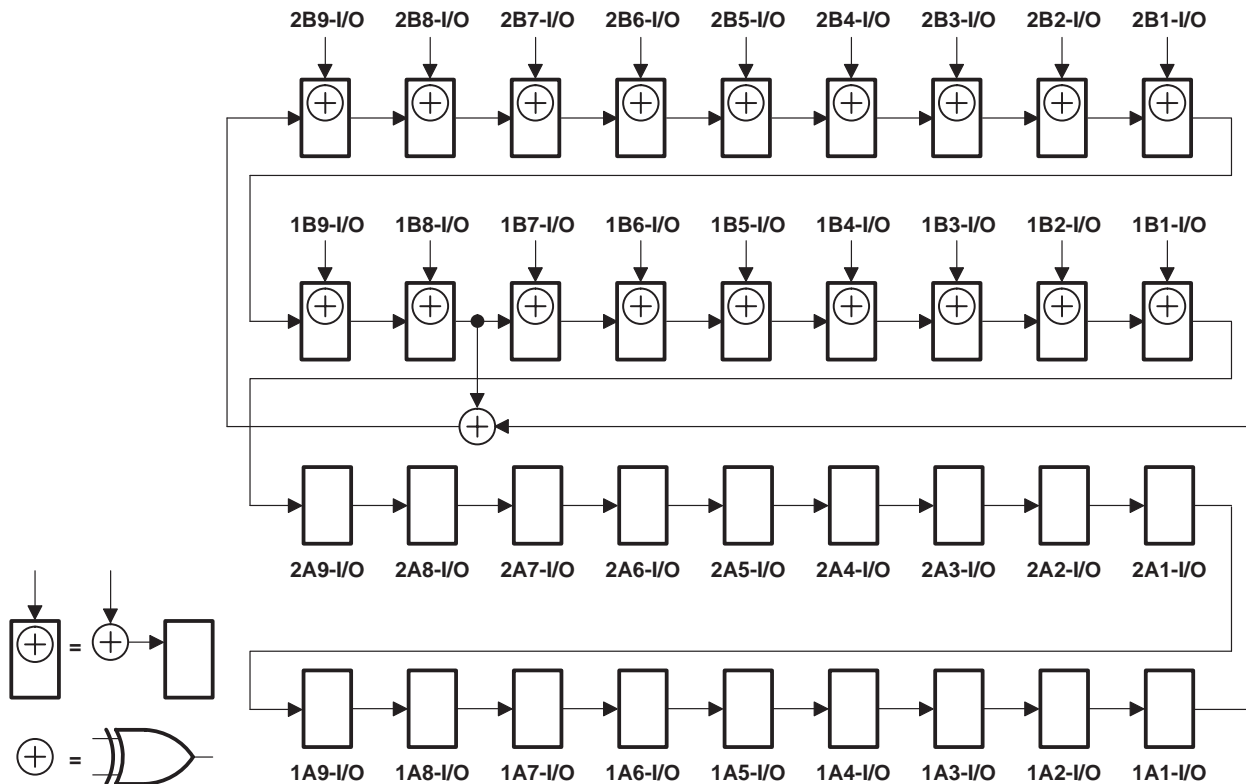 2B9-I/O 2B8-I/O 2B7-I/O 2B6-I/O 2B5-I/O 2B4-I/O 2B3-I/O 2B2-I/O 2B1-I/O
1B9-I/O 1B8-I/O 1B7-I/O 1B6-I/O 1B5-I/O 1B4-I/O 1B3-I/O 1B2-I/O 1B1-I/O
2A9-I/O 2A8-I/O 2A7-I/O 2A6-I/O 2A5-I/O 2A4-I/O 2A3-I/O 2A2-I/O 2A1-I/O
=
=
1A9-I/O 1A8-I/O 1A7-I/O 1A6-I/O 1A5-I/O 1A4-I/O 1A3-I/O 1A2-I/O 1A1-I/O